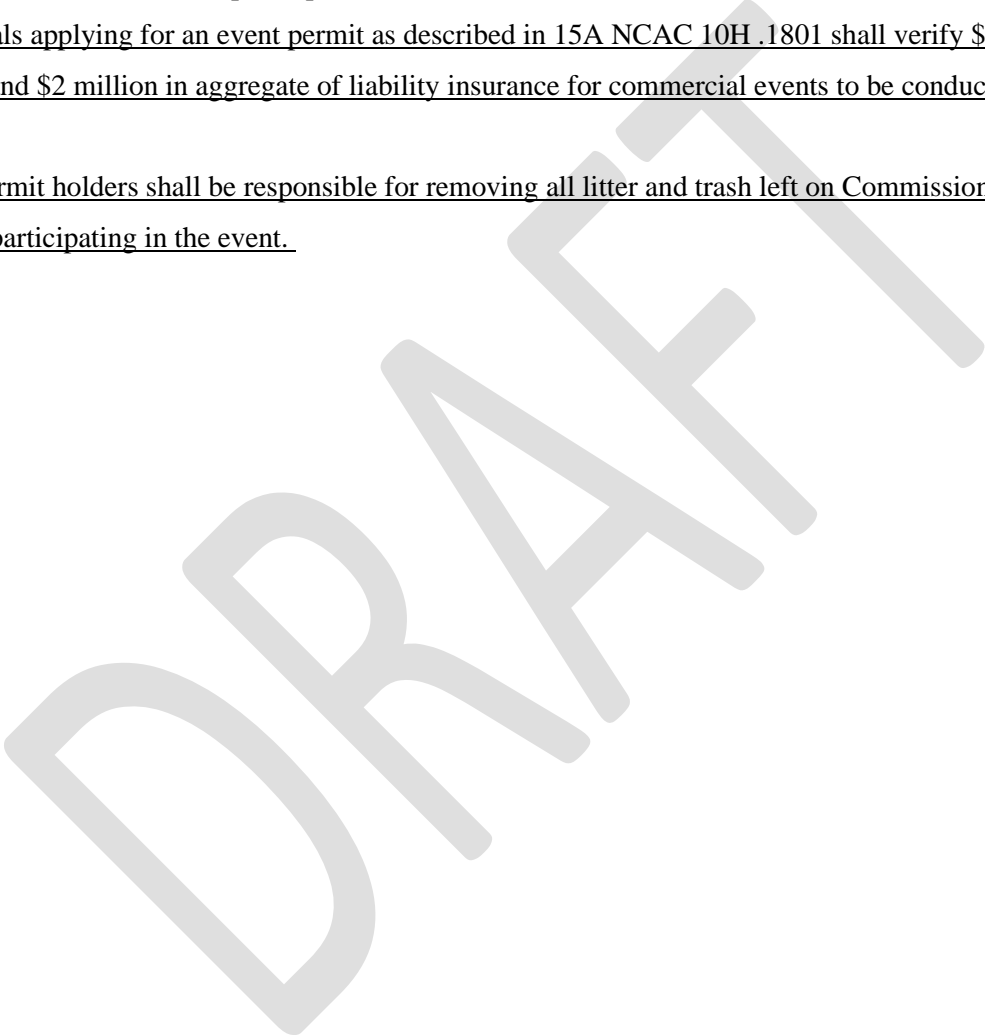 als applying for an event permit as described in 15A NCAC 10H .1801 shall verify $
nd $2 million in aggregate of liability insurance for commercial events to be conduc
rmit holders shall be responsible for removing all litter and trash left on Commission
participating in the event.
DRAFT